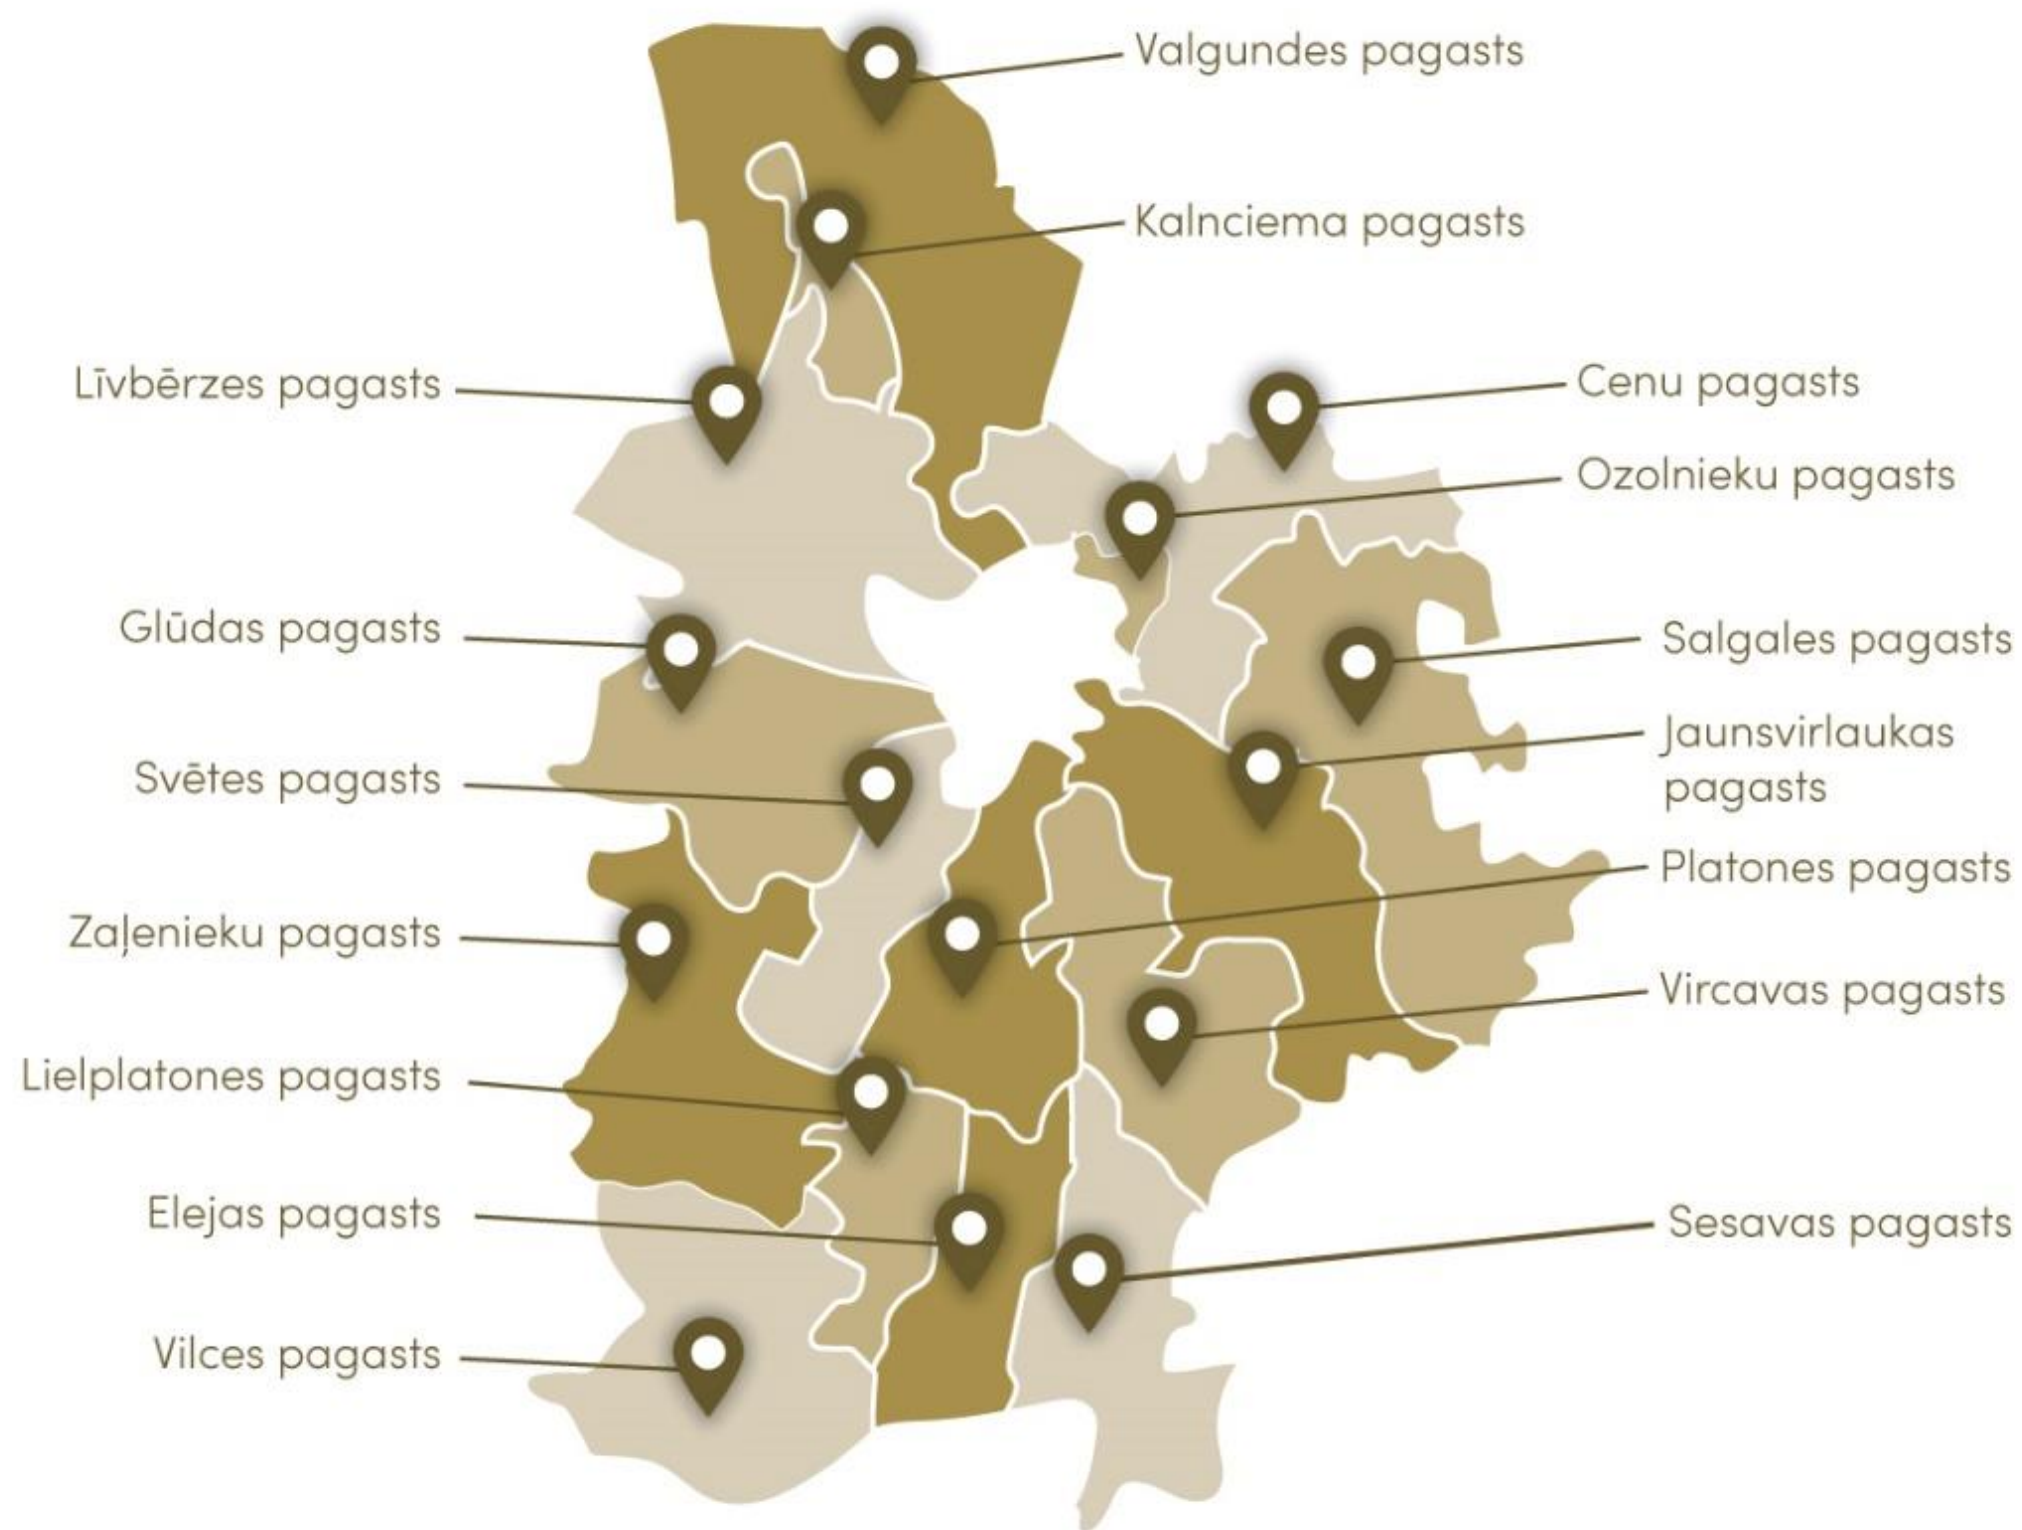 Valgundes pagasts
Kalnciema pagasts
Līvbērzes pagasts
Cenu pagasts
Ozolnieku pagasts
Glūdas pagasts
Salgales pagasts
Jaunsvirlaukas
pagasts
Svētes pagasts
Platones pagasts
Zaļenieku pagasts
Vircavas pagasts
Lielplatones pagasts
Elejas pagasts
Sesavas pagasts
Vilces pagasts